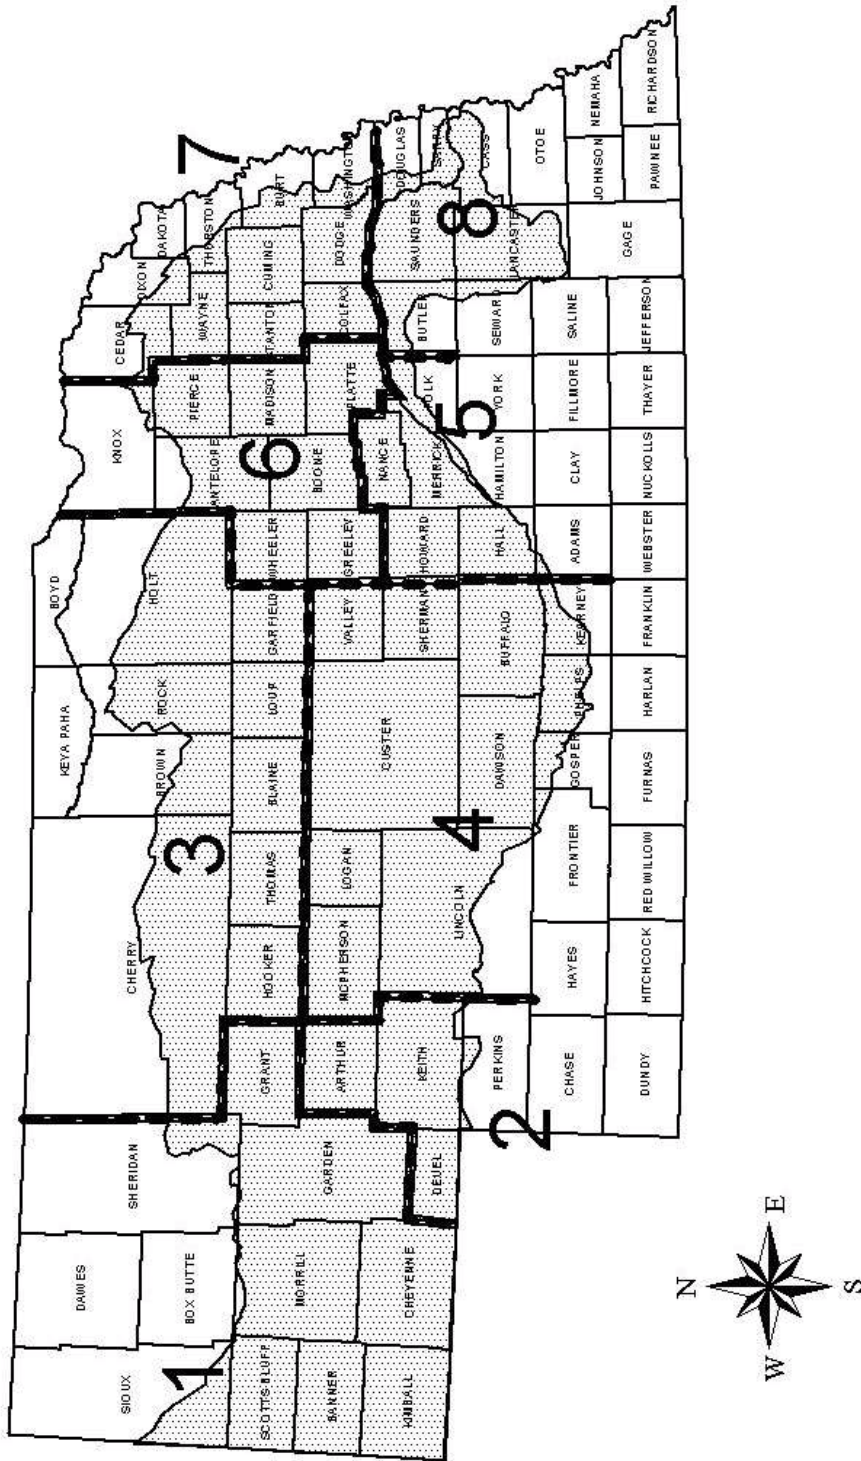 SIOUX
DAWES
SHERIDAN
CHERRY
KEYA PAHA
BOYD
KNOX
CEDAR
DIXON
DAKOTA
BOX BUTTE
BROWN
ROCK
HOLT
ANTELOPE
PIERCE
WAYNE
THURSTON
1
3
6
7
SCOTTS BLUFF
MORRILL
GARDEN
GRANT
HOOKER
THOMAS
BLAINE
LOUP
GARFIELD
WHEELER
BOONE
MADISON
STANTON
CUMING
BURT
BANNER
ARTHUR
MCPHERSON
LOGAN
CUSTER
VALLEY
GREELEY
NANCE
PLATTE
COLFAX
DODGE
WASHINGTON
KIMBALL
CHEYENNE
DEUEL
KEITH
LINCOLN
SHERMAN
HOWARD
MERRICK
POLK
BUTLER
SAUNDERS
DOUGLAS
SARPY
2
4
5
8
PERKINS
DAWSON
BUFFALO
HALL
HAMILTON
YORK
SEWARD
LANCASTER
CASS
OTOE
CHASE
HAYES
FRONTIER
GOSPER
PHELPS
KEARNEY
ADAMS
CLAY
FILLMORE
SALINE
GAGE
JOHNSON
NEMAHA
DUNDY
HITCHCOCK
RED WILLOW
FURNAS
HARLAN
FRANKLIN
WEBSTER
NUCKOLLS
THAYER
JEFFERSON
PAWNEE
RICHARDSON
N
W
E
S